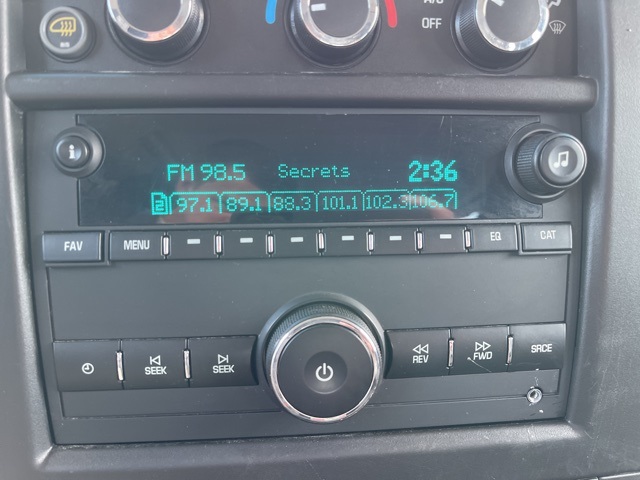 A/C
OFF
FM 98.5 Secrets 2:36
2 97.1 89.1 88.3 101.1 102.3 106.7
i
FAV MENU EQ CAT
SEEK SEEK REV FWD SRCE